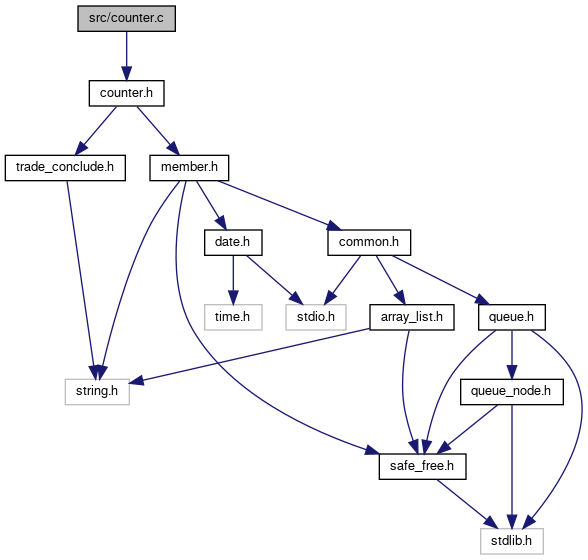 src/counter.c
counter.h
trade_conclude.h
member.h
date.h
common.h
time.h
stdio.h
array_list.h
queue.h
string.h
queue_node.h
safe_free.h
stdlib.h